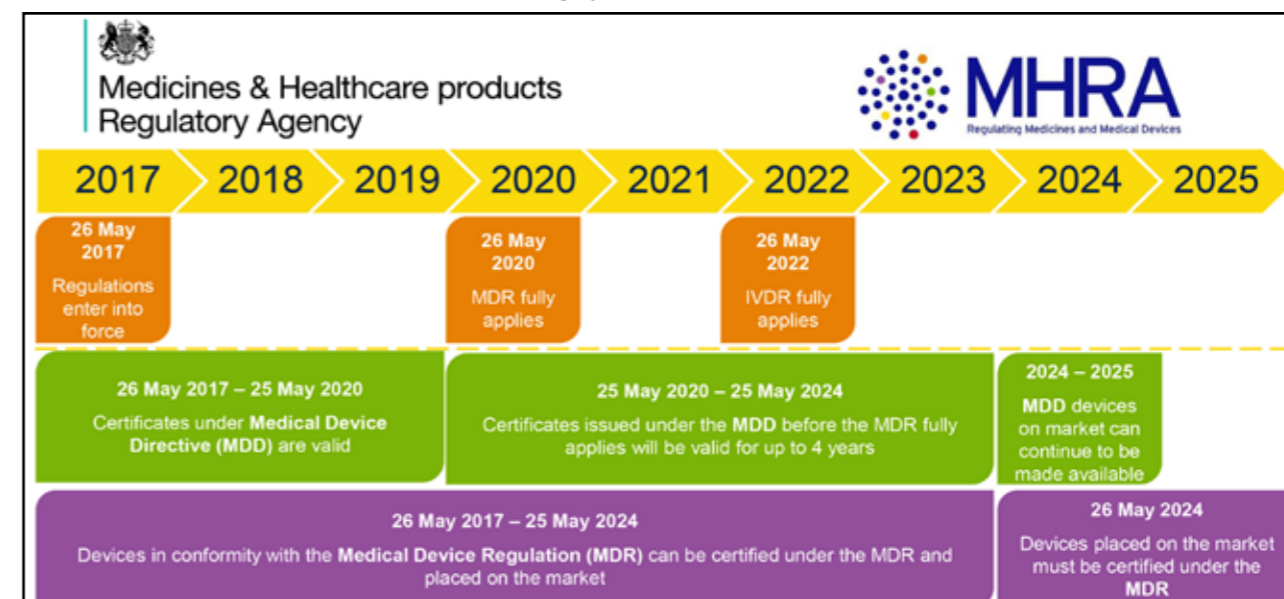 Medicines & Healthcare products
Regulatory Agency
MHRA
Regulating Medicines and Medical Devices
2017 2018 2019 2020 2021 2022 2023 2024 2025
26 May
2017
Regulations
enter into
force
26 May
2020
MDR fully
applies
26 May
2022
IVDR fully
applies
26 May 2017 – 25 May 2020
Certificates under Medical Device
Directive (MDD) are valid
25 May 2020 – 25 May 2024
Certificates issued under the MDD before the MDR fully
applies will be valid for up to 4 years
2024 – 2025
MDD devices
on market can
continue to be
made available
26 May 2017 – 25 May 2024
Devices in conformity with the Medical Device Regulation (MDR) can be certified under the MDR and
placed on the market
26 May 2024
Devices placed on the market
must be certified under the
MDR